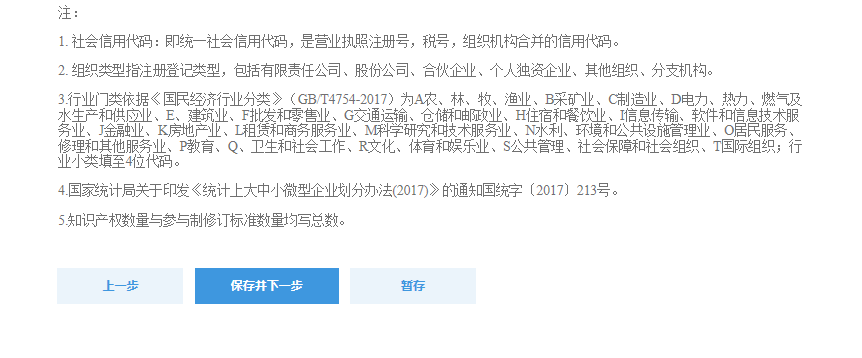 注：
1. 社会信用代码：即统一社会信用代码，是营业执照注册号，税号，组织机构合并的信用代码。
2. 组织类型指注册登记类型，包括有限责任公司、股份公司、合伙企业、个人独资企业、其他组织、分支机构。
3.行业门类依据《国民经济行业分类》（GB/T4754-2017）为A农、林、牧、渔业、B采矿业、C制造业、D电力、热力、燃气及
水生产和供应业、E、建筑业、F批发和零售业、G交通运输、仓储和邮政业、H住宿和餐饮业、I信息传输、软件和信息技术服
务业、J金融业、K房地产业、L租赁和商务服务业、M科学研究和技术服务业、N水利、环境和公共设施管理业、O居民服务、
修理和其他服务业、P教育、Q、卫生和社会工作、R文化、体育和娱乐业、S公共管理、社会保障和社会组织、T国际组织；行
业小类填至4位代码。
4.国家统计局关于印发《统计上大中小微型企业划分办法(2017)》的通知国统字〔2017〕213号。
5.知识产权数量与参与制修订标准数量均写总数。
上一步
保存并下一步
暂存